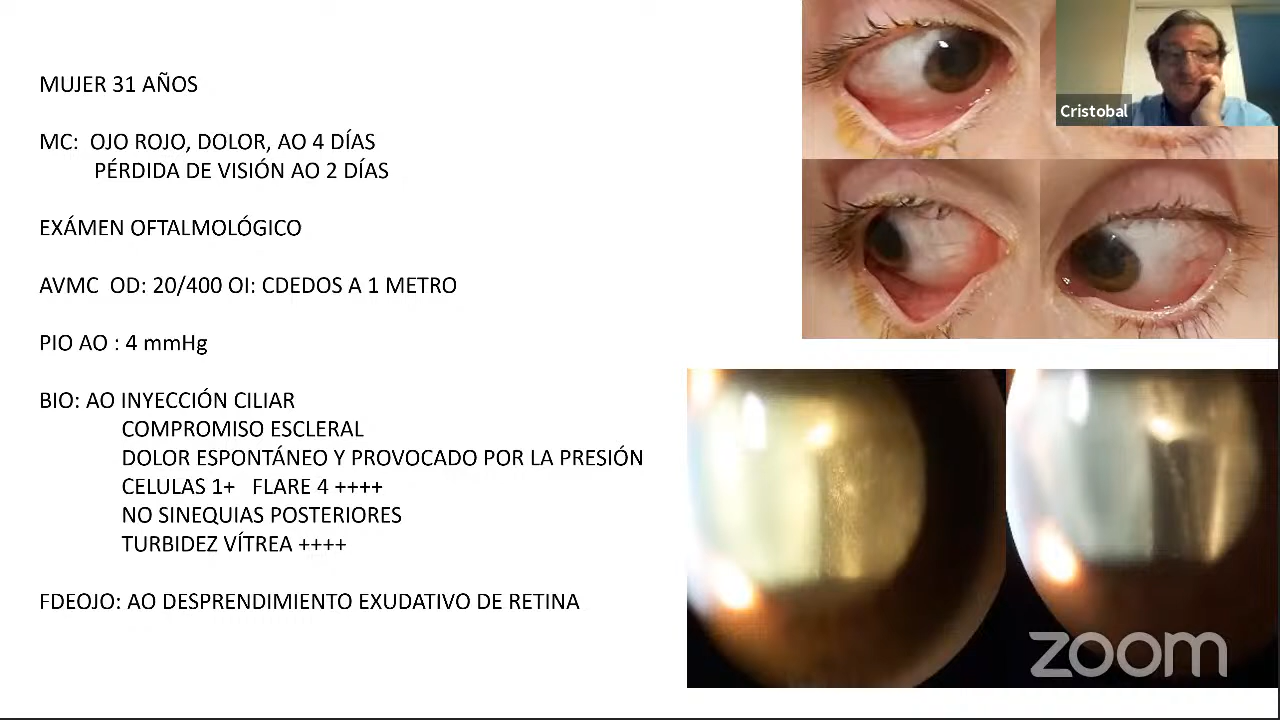 MUJER 31 AÑOS
MC: OJO ROJO, DOLOR, AO 4 DÍAS
PÉRDIDA DE VISIÓN AO 2 DÍAS
EXÁMEN OFTALMOLÓGICO
AVMC OD: 20/400 OI: CDEDOS A 1 METRO
PIO AO : 4 mmHg
BIO: AO INYECCIÓN CILIAR
COMPROMISO ESCLERAL
DOLOR ESPONTÁNEO Y PROVOCADO POR LA PRESIÓN
CELULAS 1+ FLARE 4 ++++
NO SINEQUIAS POSTERIORES
TURBIDEZ VÍTREA ++++
FDEOJO: AO DESPRENDIMIENTO EXUDATIVO DE RETINA
Cristobal
zoom